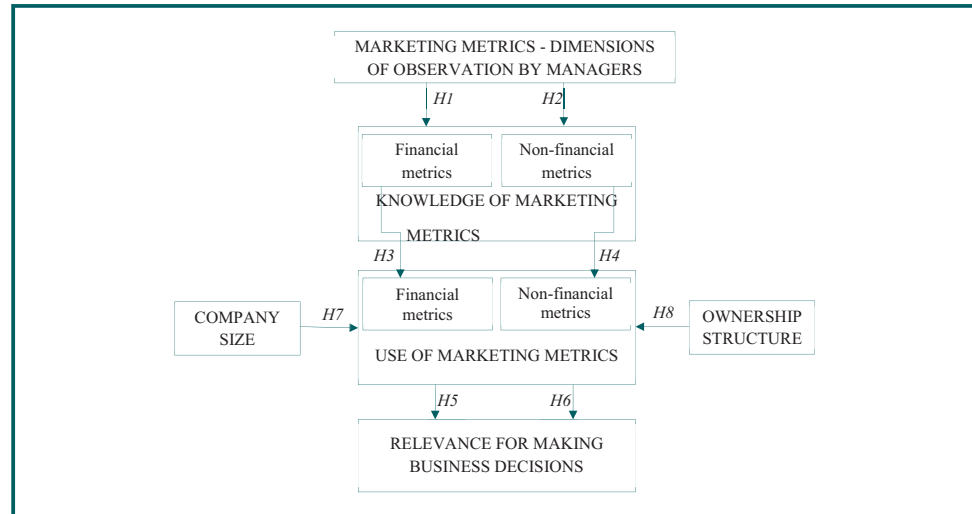 MARKETING METRICS - DIMENSIONS
OF OBSERVATION BY MANAGERS
H1
H2
Financial
metrics
Non-financial
metrics
KNOWLEDGE OF MARKETING
METRICS
H3
H4
COMPANY
SIZE
H7
Financial
metrics
Non-financial
metrics
H8
OWNERSHIP
STRUCTURE
USE OF MARKETING METRICS
H5
H6
RELEVANCE FOR MAKING
BUSINESS DECISIONS